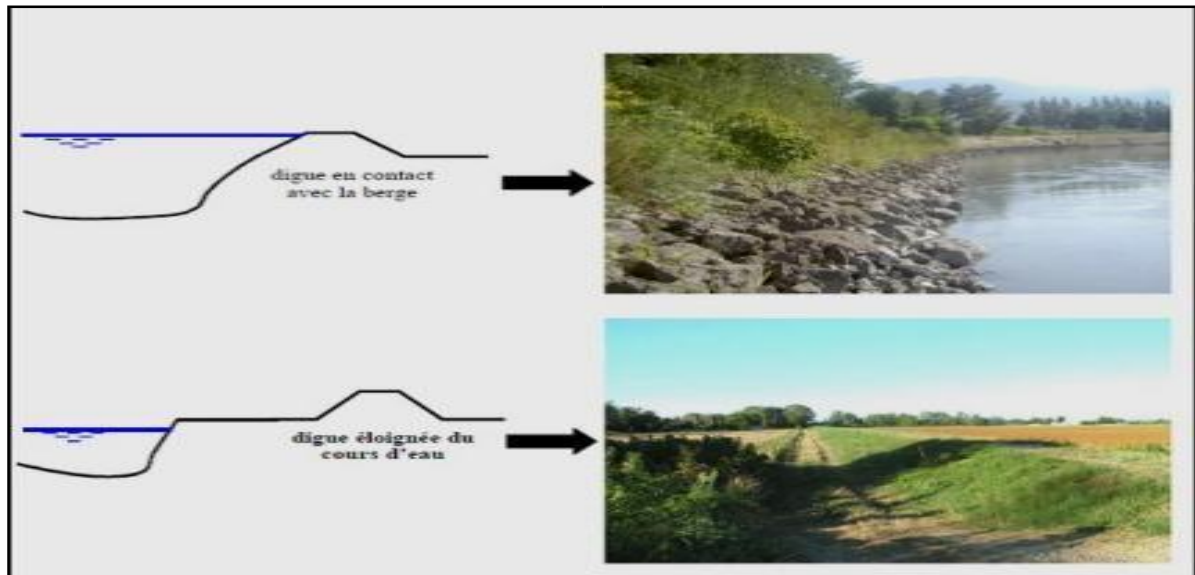 digue en contact
avec la berge
digue éloignée du
cours d'eau